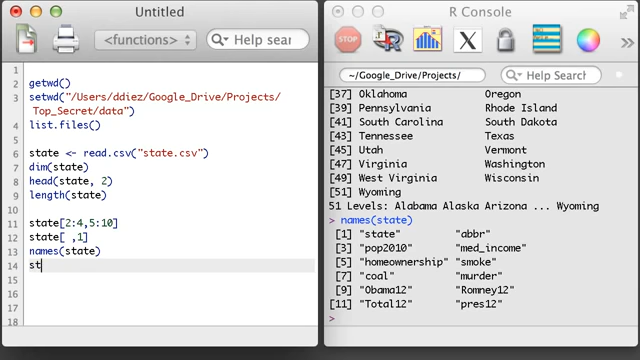 Untitled
<functions>
Help sear
1
2 getwd()
3 setwd("/Users/ddiez/Google_Drive/Projects/
Top_Secret/data")
4 list.files()
5
6 state <- read.csv("state.csv")
7 dim(state)
8 head(state, 2)
9 length(state)
10
11 state[2:4,5:10]
12 state[ ,1]
13 names(state)
14 st
15
16
17
18
R Console
STOP
R
X
~/Google_Drive/Projects/
Help Search
[37] Oklahoma Oregon
[39] Pennsylvania Rhode Island
[41] South Carolina South Dakota
[43] Tennessee Texas
[45] Utah Vermont
[47] Virginia Washington
[49] West Virginia Wisconsin
[51] Wyoming
51 Levels: Alabama Alaska Arizona ... Wyoming
> names(state)
[1] "state" "abbr"
[3] "pop2010" "med_income"
[5] "homeownership" "smoke"
[7] "coal" "murder"
[9] "Obama12" "Romney12"
[11] "Total12" "pres12"
>